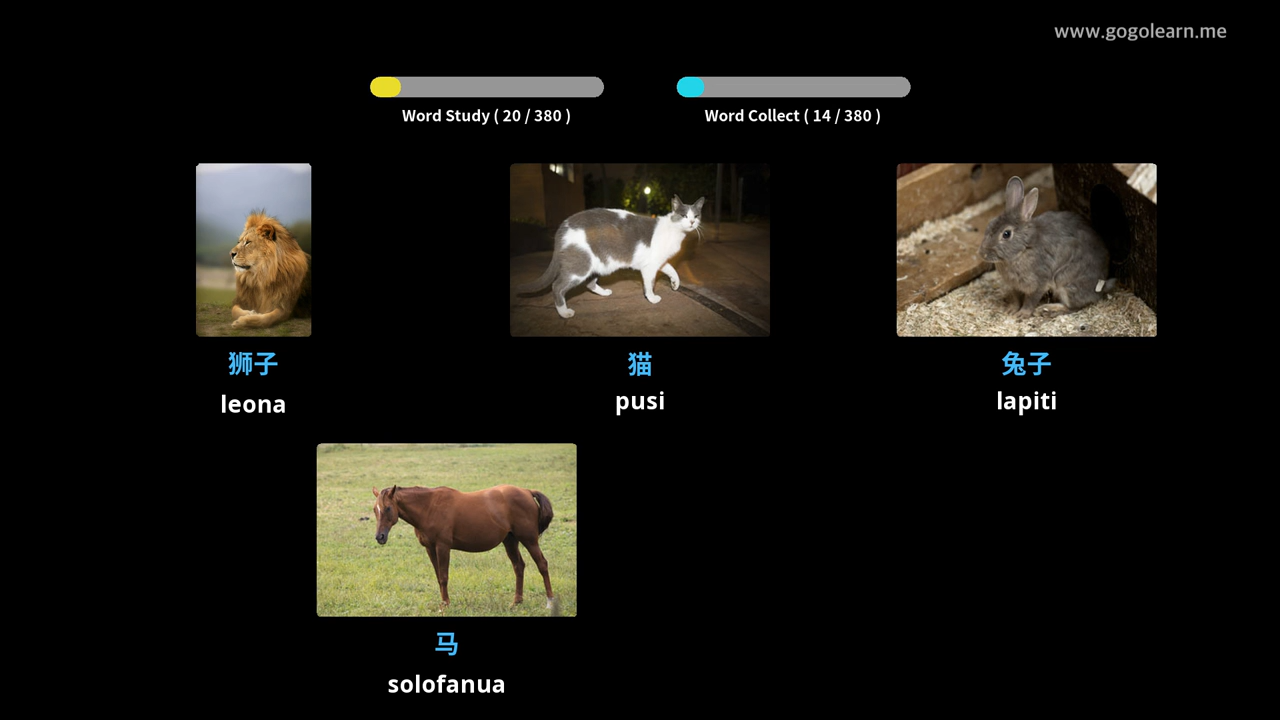 www.gogolearn.me
Word Study ( 20 / 380 )
Word Collect ( 14 / 380 )
狮子
leona
猫
pusi
兔子
lapiti
马
solofanua